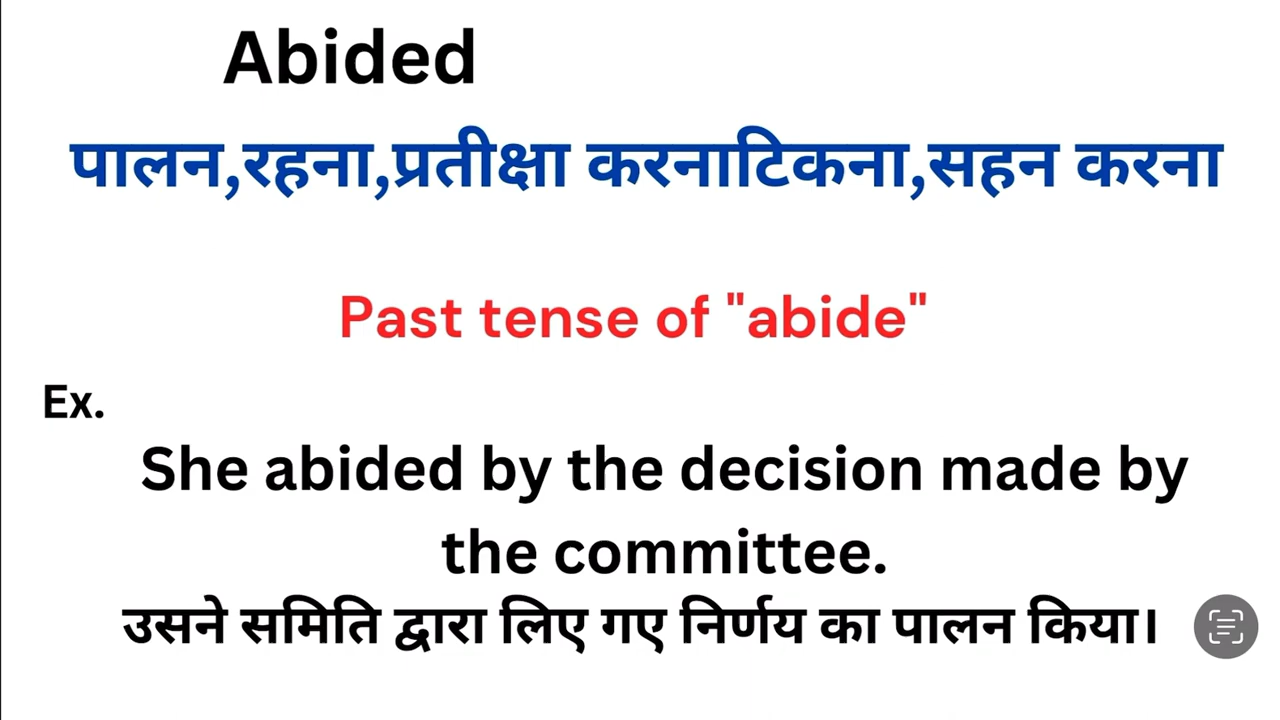 Abided
पालन,रहना,प्रतीक्षा करनाटिकना,सहन करना
Past tense of "abide"
Ex.
She abided by the decision made by
the committee.
उसने समिति द्वारा लिए गए निर्णय का पालन किया।